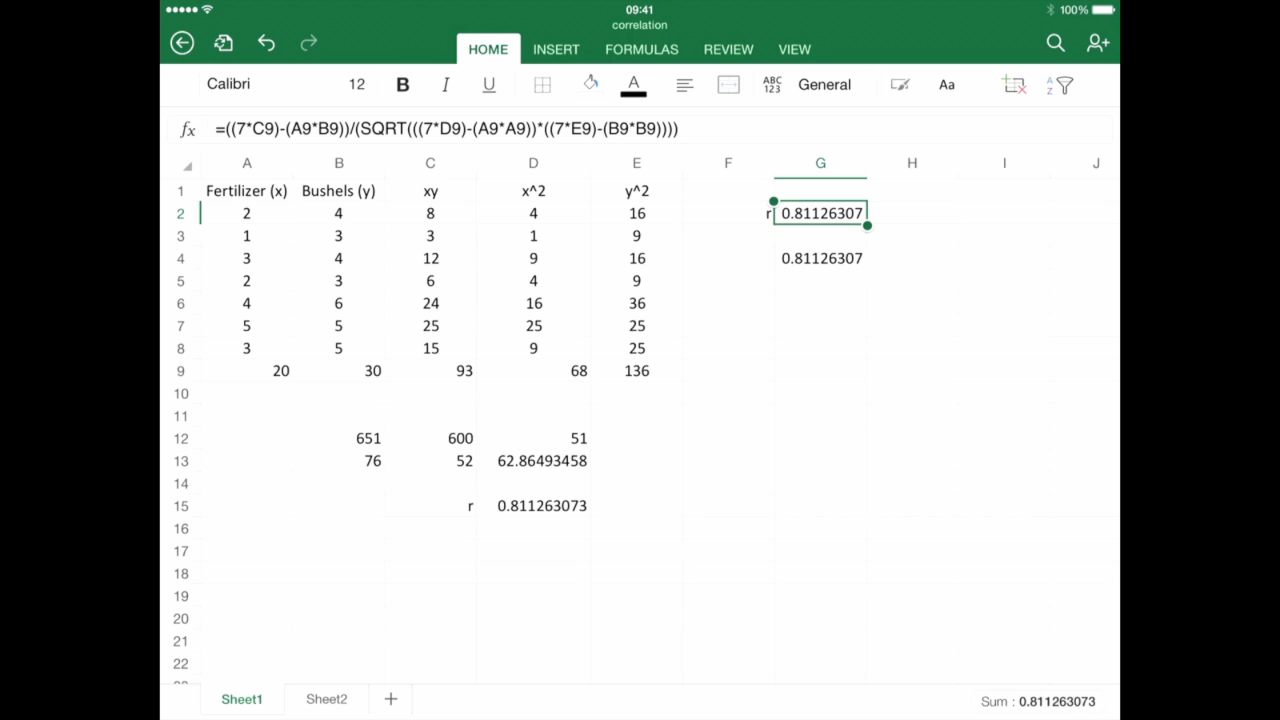 09:41
100%
correlation
HOME INSERT FORMULAS REVIEW VIEW
Calibri 12 B I U A ABC 123 General Aa A Z
fx =((7*C9)-(A9*B9))/(SQRT(((7*D9)-(A9*A9))*((7*E9)-(B9*B9))))
A B C D E F G H I J
1 Fertilizer (x) Bushels (y) xy x^2 y^2
2 2 4 8 4 16 r 0.81126307
3 1 3 3 1 9
4 3 4 12 9 16 0.81126307
5 2 3 6 4 9
6 4 6 24 16 36
7 5 5 25 25 25
8 3 5 15 9 25
9 20 30 93 68 136
10
11
12 651 600 51
13 76 52 62.86493458
14
15 r 0.811263073
16
17
18
19
20
21
22
Sheet1 Sheet2 + Sum : 0.811263073